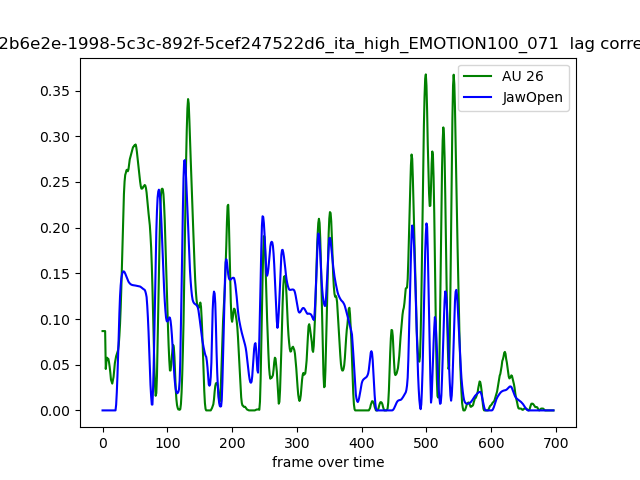 2b6e2e-1998-5c3c-892f-5cef247522d6_ita_high_EMOTION100_071 lag corre
AU 26
JawOpen
0.35
0.30
0.25
0.20
0.15
0.10
0.05
0.00
0 100 200 300 400 500 600 700
frame over time